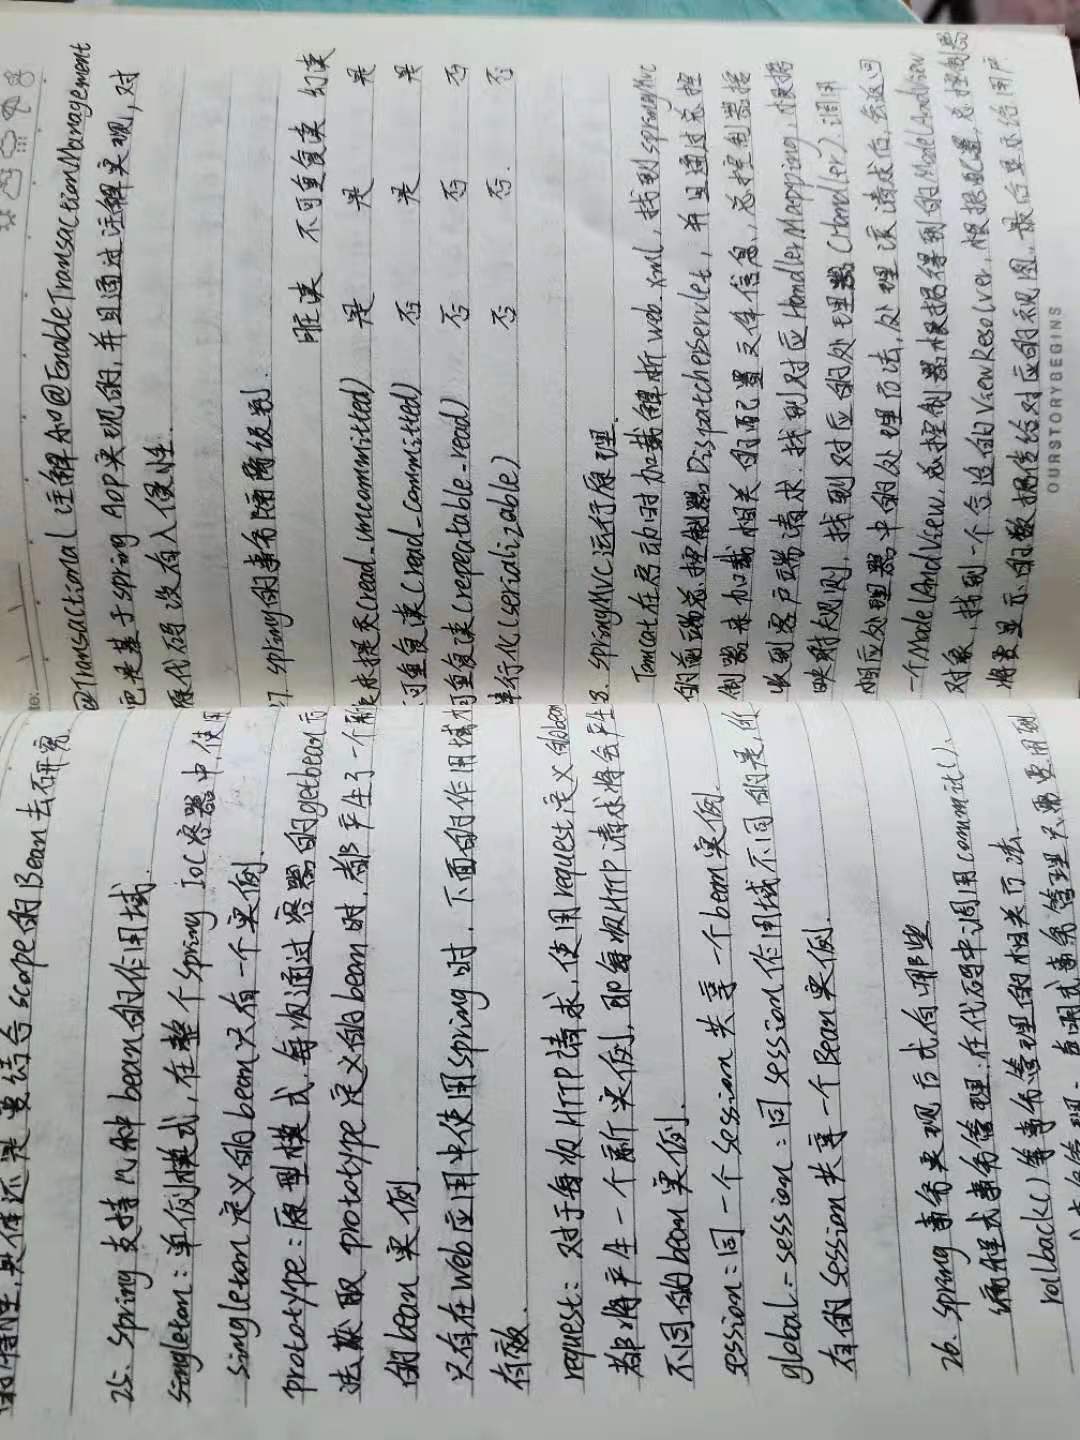 的特性，具体还是要结合scope的Bean去研究
25、Spring支持几种bean的作用域.
singleton：单例模式，在整个Spring IoC容器中，使用
singleton定义的bean只有一个实例
prototype：原型模式，每次通过容器的getbean方
法获取prototype定义的bean时，都产生了一个新
的bean实例
只有在Web应用中使用Spring时，下面的作用域
有效.
request：对于每次HTTP请求，使用request定义的bean
都将产生一个新实例，即每次HTTP请求将会产生
不同的bean实例.
session：同一个Session共享一个bean实例.
global-session：同session作用域不同的是，所
有的Session共享一个Bean实例.
26、Spring事务实现方式有哪些
编程式事务管理：在代码中调用commit()、
rollback()等事务管理的相关方法
声明式事务管理 只需要用到
@Transactional注解和@EnableTransactionManagement
它是基于Spring AOP实现的，并且通过注解实现，对
原代码没有入侵性.
27. Spring的事务隔离级别.
脏读 不可重复读 幻读
读未提交(read_uncommitted) 是 是 是
可重复读(read_committed) 否 是 是
可重复读(repeatable_read) 否 否 否
串行化(serializable) 否 否. 否
28. SpringMVC运行原理.
Tomcat在启动时加载解析web.xml，找到SpringMVC
的前端总控制器DispatcherServlet，并且通过总控
制器来加载相关的配置文件信息，总控制器接
收到客户端请求，找到对应HandlerMapping，根据
映射规则，找到对应的处理器(Handler)，调用
相应处理器中的处理方法，处理该请求后，会返回
一个ModelAndView，总控制器根据得到的ModelAndView
对象，找到一个合适的ViewResolver，根据配置，总控制器
将要显示的数据传给对应的视图，最后显示给用户
OURSTORYBEGINS